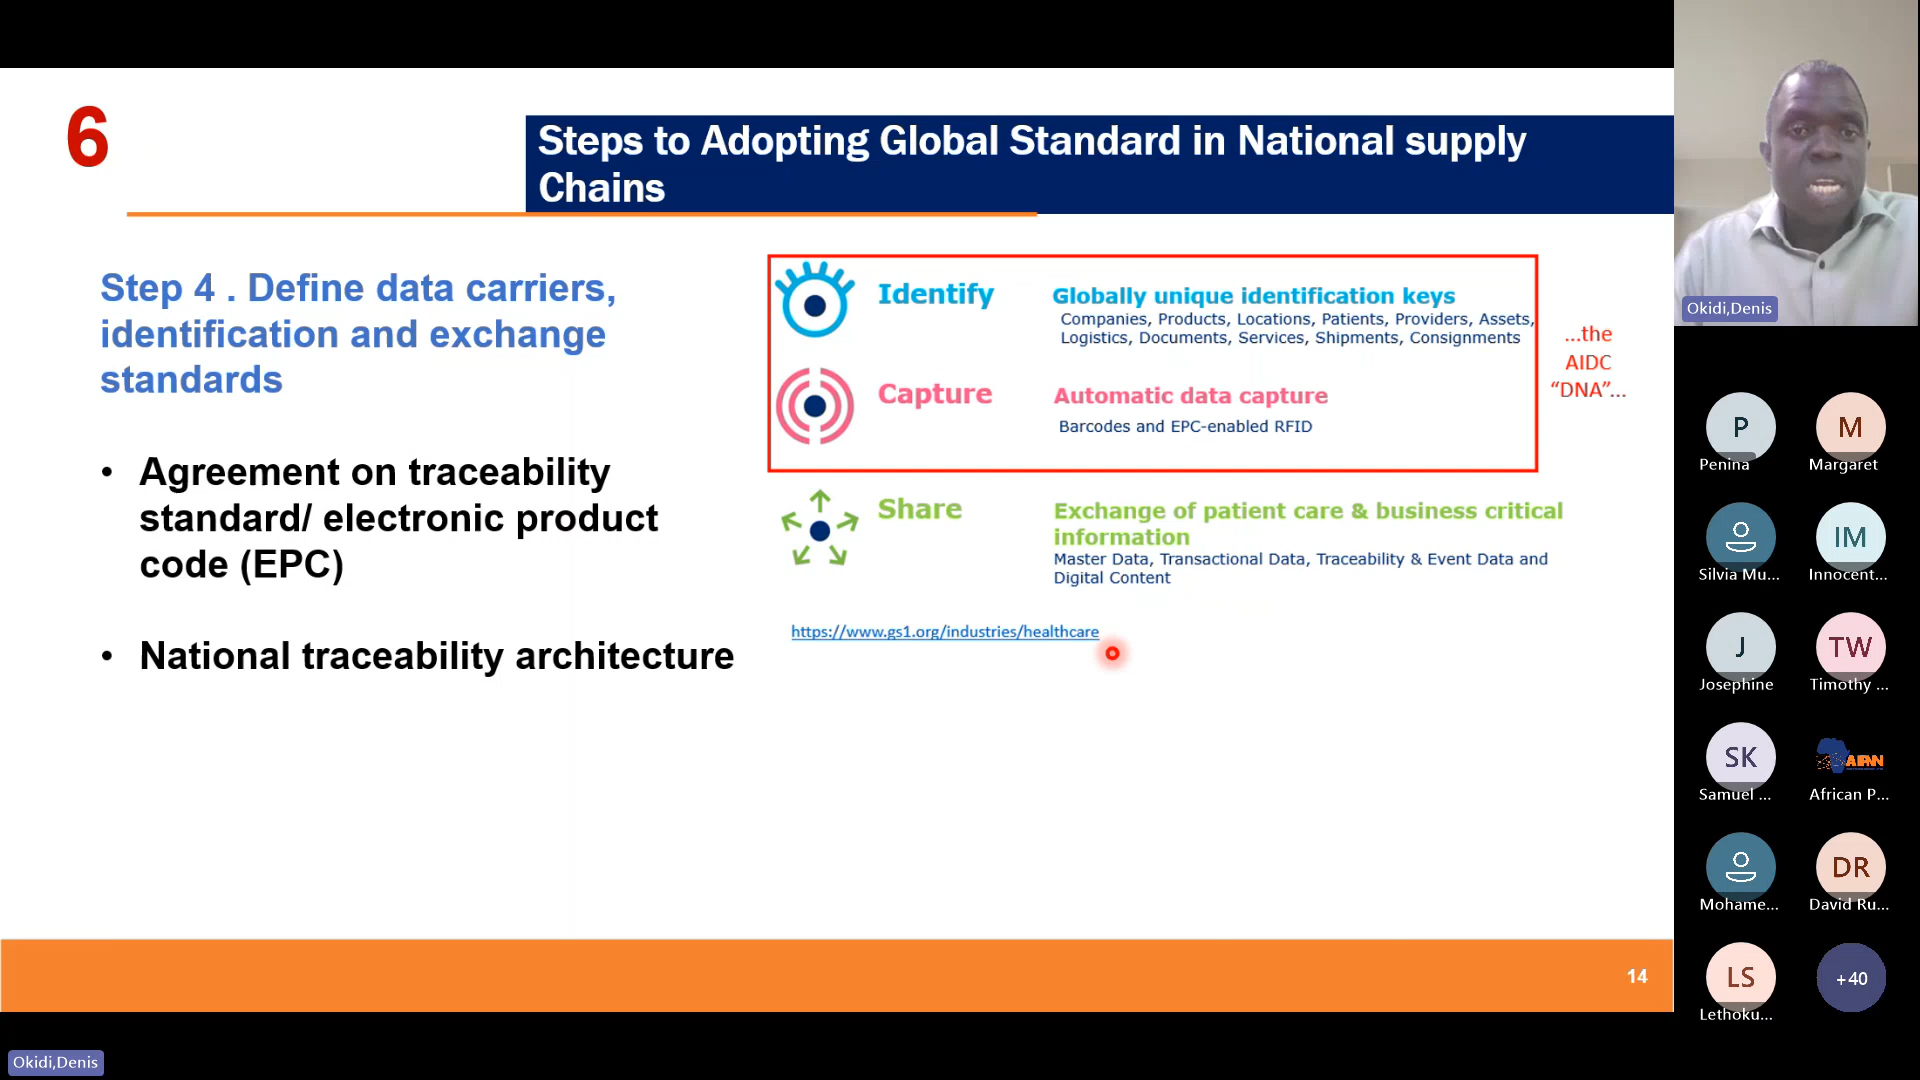 6
Steps to Adopting Global Standard in National supply
Chains
Step 4 . Define data carriers,
identification and exchange
standards
• Agreement on traceability
standard/ electronic product
code (EPC)
• National traceability architecture
Identify
Globally unique identification keys
Companies, Products, Locations, Patients, Providers, Assets,
Logistics, Documents, Services, Shipments, Consignments
Capture
Automatic data capture
Barcodes and EPC-enabled RFID
...the
AIDC
“DNA”...
Share
Exchange of patient care & business critical
information
Master Data, Transactional Data, Traceability & Event Data and
Digital Content
https://www.gs1.org/industries/healthcare
14
Okidi,Denis
Okidi,Denis
P
Penina
M
Margaret
Silvia Mu...
IM
Innocent...
J
Josephine
TW
Timothy ...
SK
Samuel ...
African P...
Mohame...
DR
David Ru...
LS
Lethoku...
+40